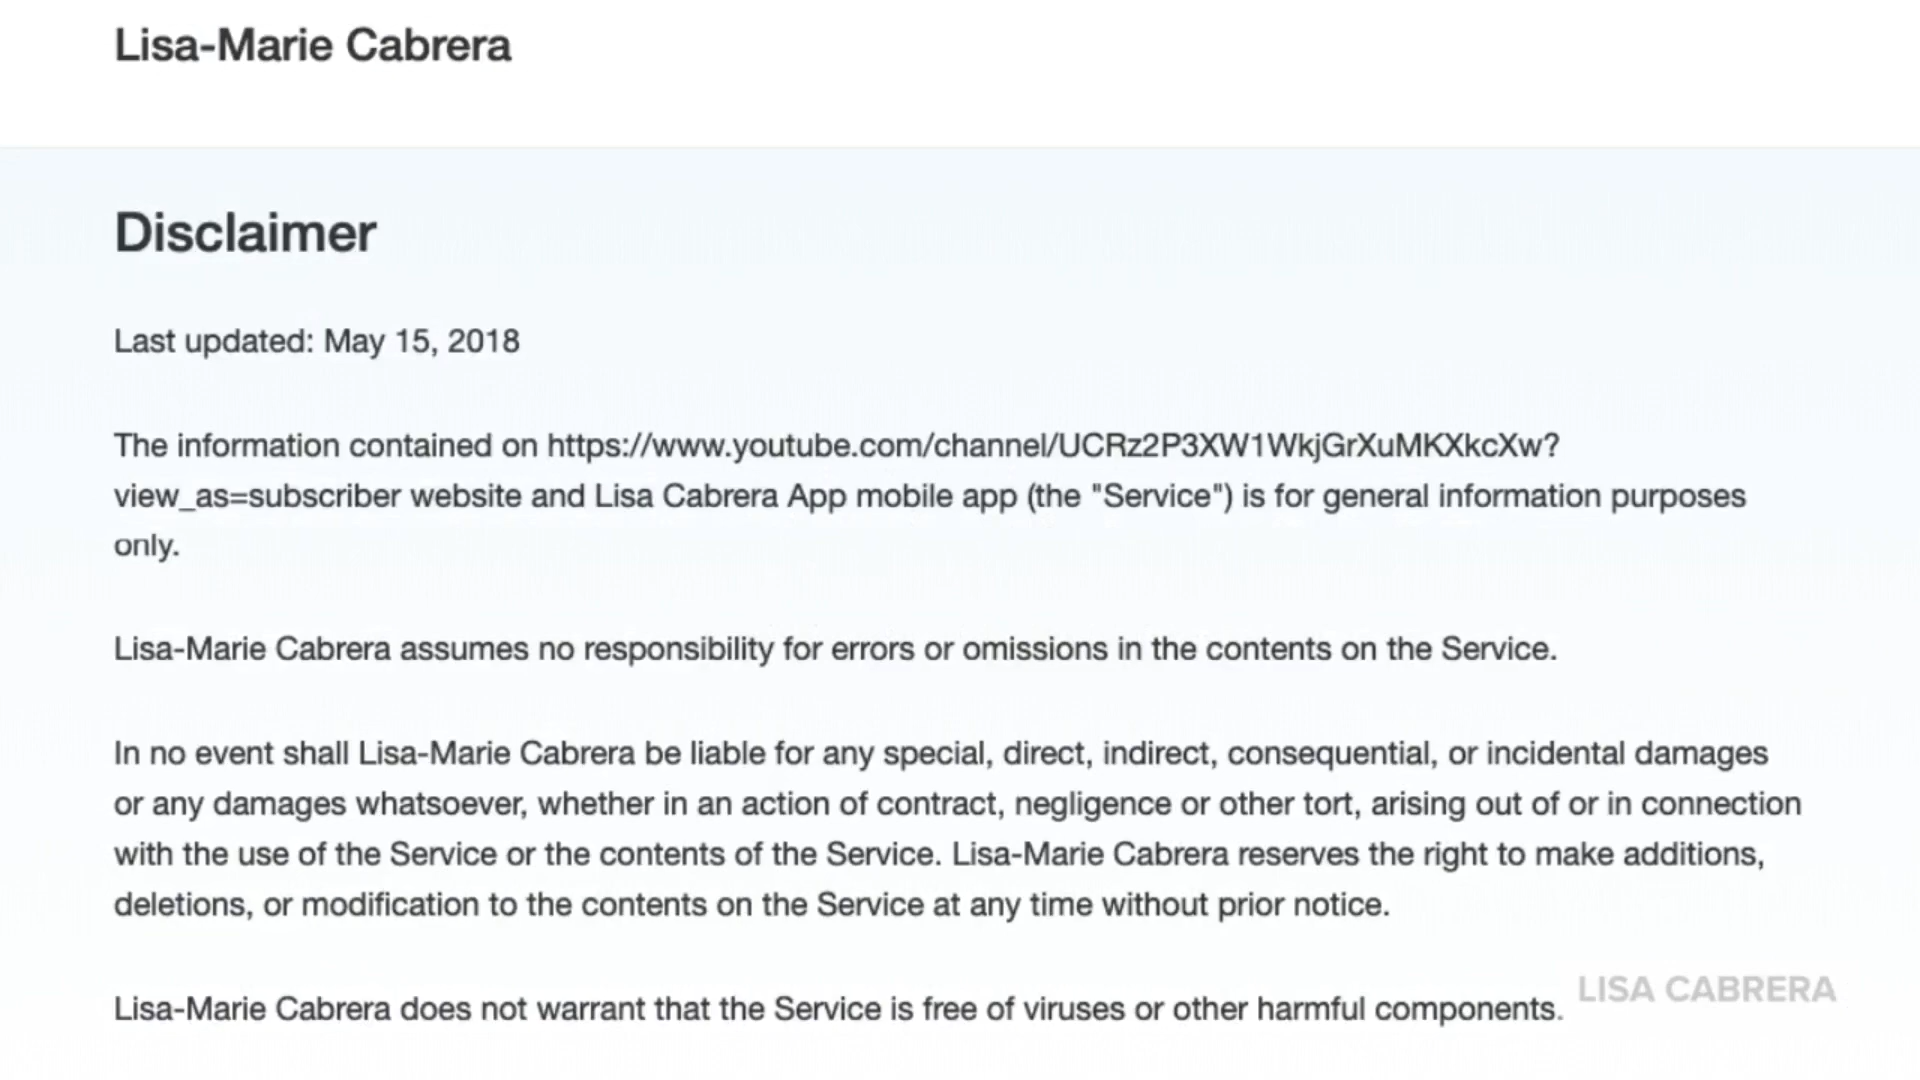 Lisa-Marie Cabrera
Disclaimer
Last updated: May 15, 2018
The information contained on https://www.youtube.com/channel/UCRz2P3XW1WkjGrXuMKXkcXw?
view_as=subscriber website and Lisa Cabrera App mobile app (the "Service") is for general information purposes
only.
Lisa-Marie Cabrera assumes no responsibility for errors or omissions in the contents on the Service.
In no event shall Lisa-Marie Cabrera be liable for any special, direct, indirect, consequential, or incidental damages
or any damages whatsoever, whether in an action of contract, negligence or other tort, arising out of or in connection
with the use of the Service or the contents of the Service. Lisa-Marie Cabrera reserves the right to make additions,
deletions, or modification to the contents on the Service at any time without prior notice.
Lisa-Marie Cabrera does not warrant that the Service is free of viruses or other harmful components.
LISA CABRERA